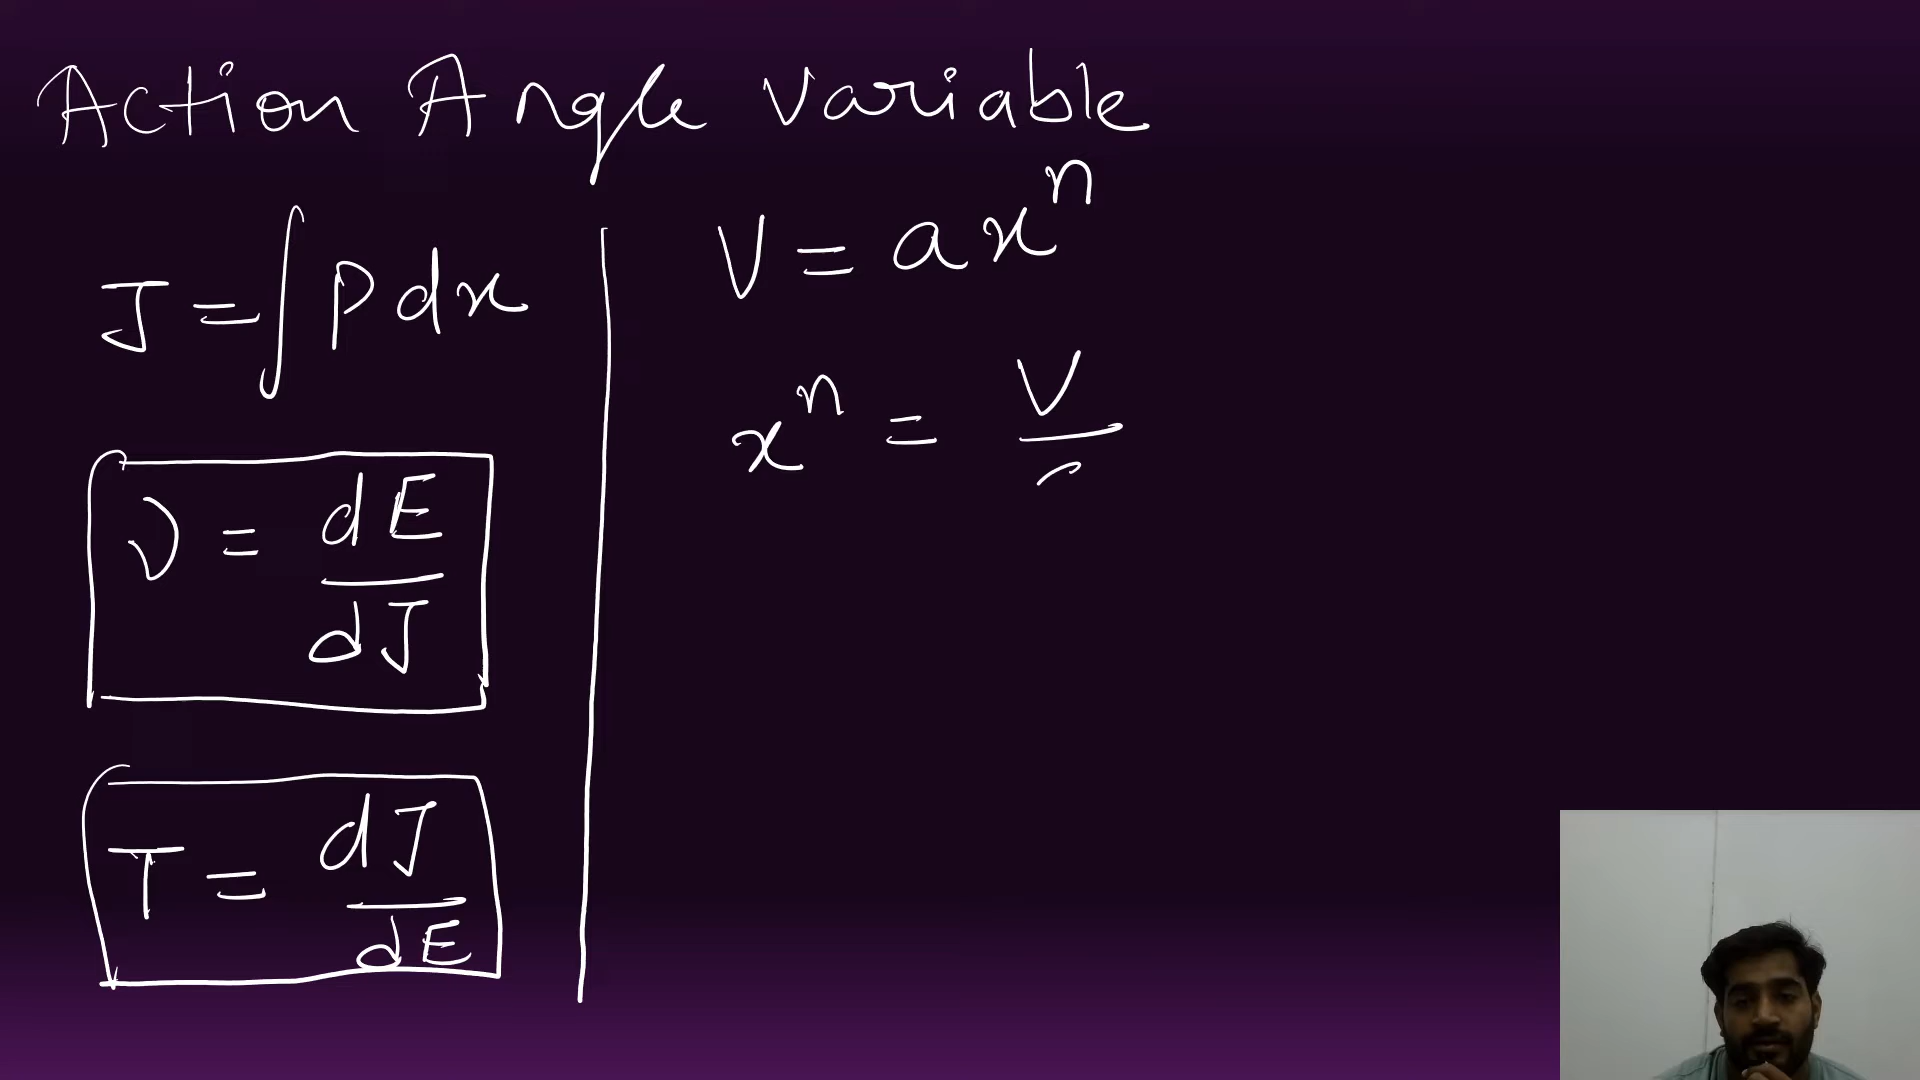 Action Angle Variable
J = ∫ P dx
ν = dE/dJ
T = dJ/dE
V = ax^n
x^n = V/